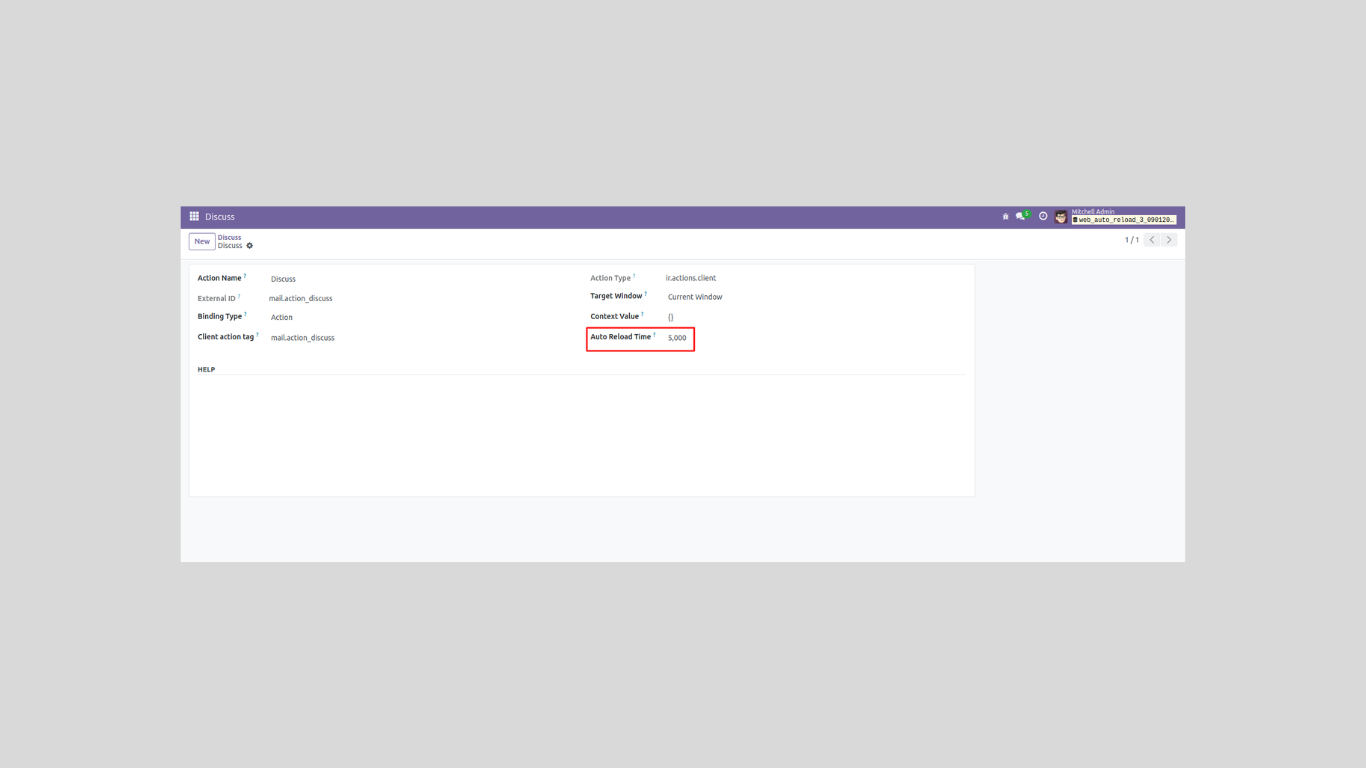 Discuss
5
Mitchell Admin
web_auto_reload_3_090120...
New
Discuss
Discuss
1 / 1
Action Name ? Discuss
Action Type ? ir.actions.client
External ID ? mail.action_discuss
Target Window ? Current Window
Binding Type ? Action
Context Value ? {}
Client action tag ? mail.action_discuss
Auto Reload Time ? 5,000
HELP